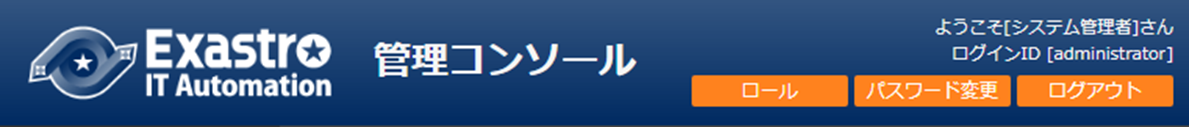 Exastro
IT Automation
管理コンソール
ようこそ[システム管理者]さん
ログインID [administrator]
ロール
パスワード変更
ログアウト